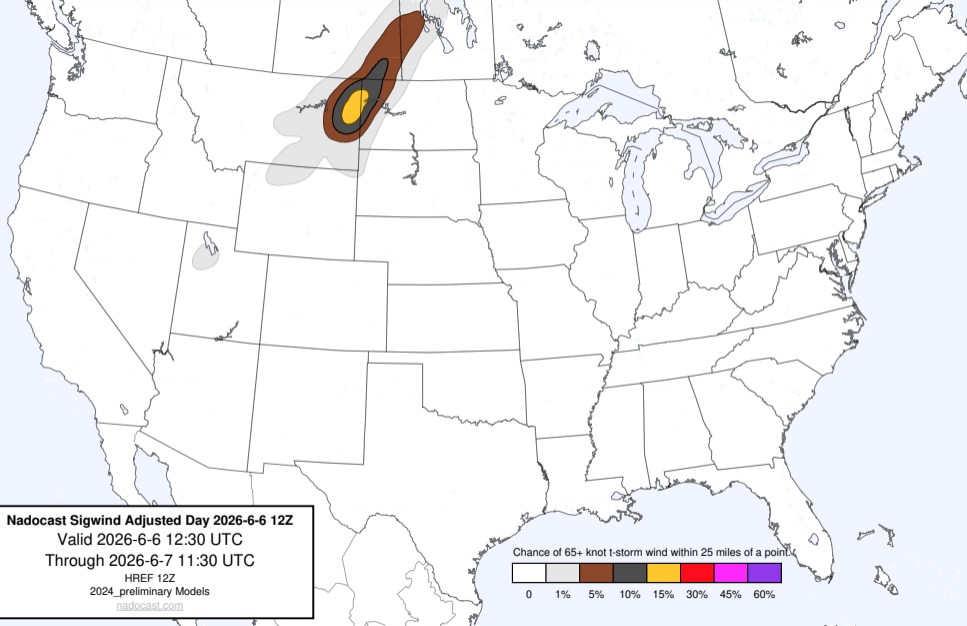 Nadocast Sigwind Adjusted Day 2026-6-6 12Z
Valid 2026-6-6 12:30 UTC
Through 2026-6-7 11:30 UTC
HREF 12Z
2024_preliminary Models
nadocast.com
Chance of 65+ knot t-storm wind within 25 miles of a point.
0 1% 5% 10% 15% 30% 45% 60%